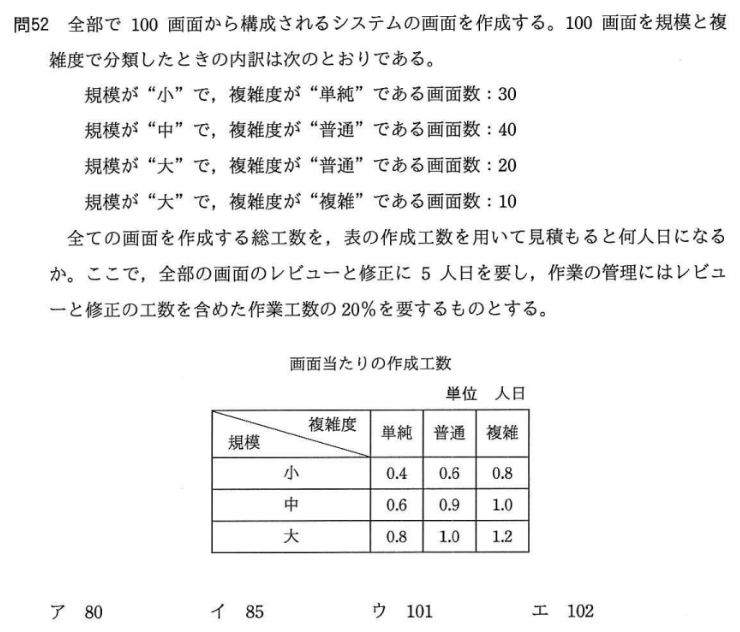 問52　全部で 100 画面から構成されるシステムの画面を作成する。100 画面を規模と複
雑度で分類したときの内訳は次のとおりである。
規模が“小”で，複雑度が“単純”である画面数：30
規模が“中”で，複雑度が“普通”である画面数：40
規模が“大”で，複雑度が“普通”である画面数：20
規模が“大”で，複雑度が“複雑”である画面数：10
全ての画面を作成する総工数を，表の作成工数を用いて見積もると何人日になる
か。ここで，全部の画面のレビューと修正に 5 人日を要し，作業の管理にはレビュ
ーと修正の工数を含めた作業工数の 20％を要するものとする。
画面当たりの作成工数
単位　人日
複雑度
規模　単純　普通　複雑
小　0.4　0.6　0.8
中　0.6　0.9　1.0
大　0.8　1.0　1.2
ア　80　イ　85　ウ　101　エ　102